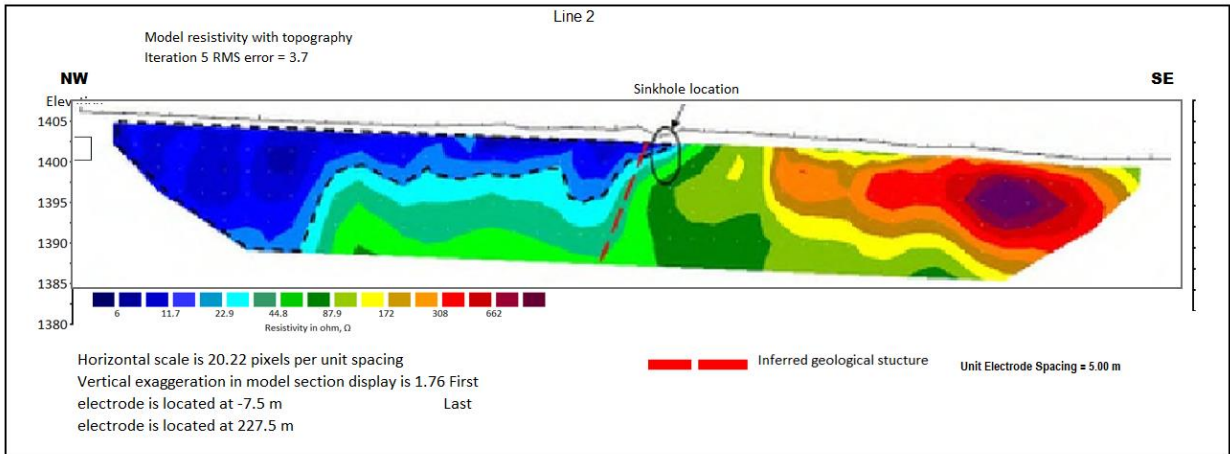 Line 2
Model resistivity with topography
Iteration 5 RMS error = 3.7
NW
SE
Sinkhole location
1405
1400
1395
1390
1385
1380
6 11.7 22.9 44.8 87.9 172 308 662
Resistivity in ohm, Ω
Horizontal scale is 20.22 pixels per unit spacing
Vertical exaggeration in model section display is 1.76 First
electrode is located at -7.5 m Last
electrode is located at 227.5 m
Inferred geological stucture
Unit Electrode Spacing = 5.00 m